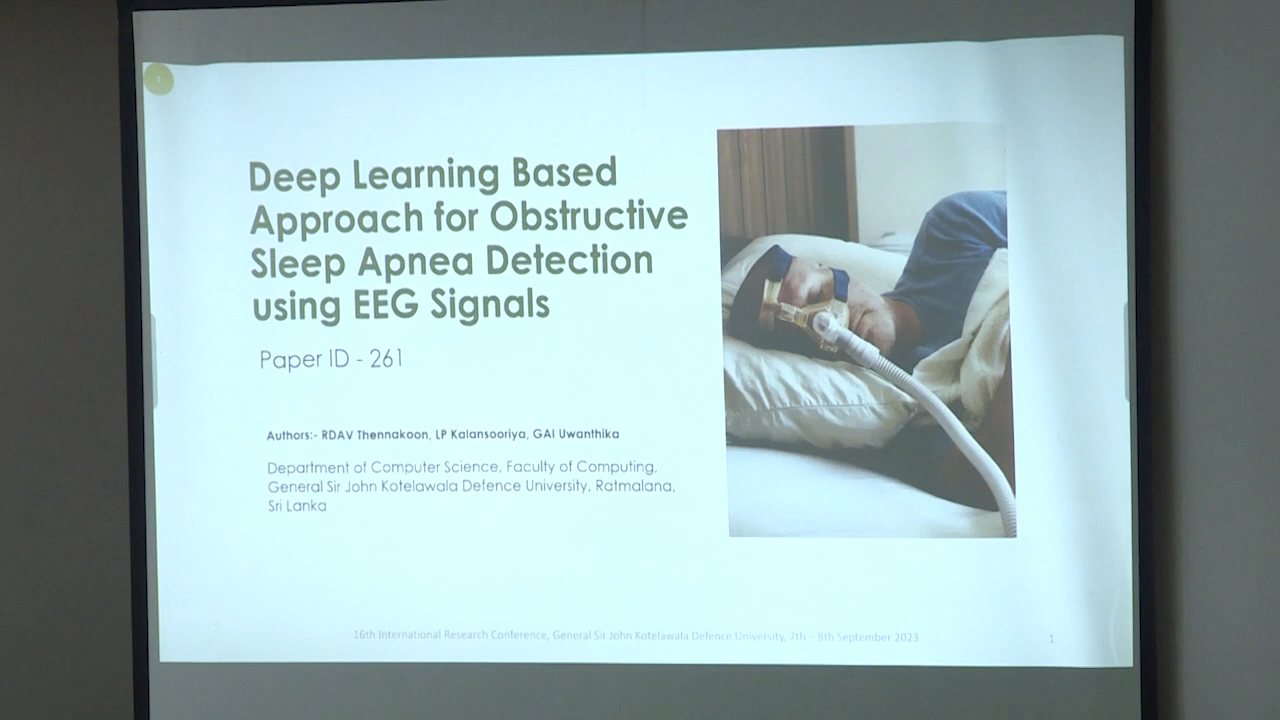 1
Deep Learning Based
Approach for Obstructive
Sleep Apnea Detection
using EEG Signals
Paper ID - 261
Authors:- RDAV Thennakoon, LP Kalansooriya, GAI Uwanthika
Department of Computer Science, Faculty of Computing,
General Sir John Kotelawala Defence University, Ratmalana,
Sri Lanka
16th International Research Conference, General Sir John Kotelawala Defence University, 7th – 8th September 2023
1